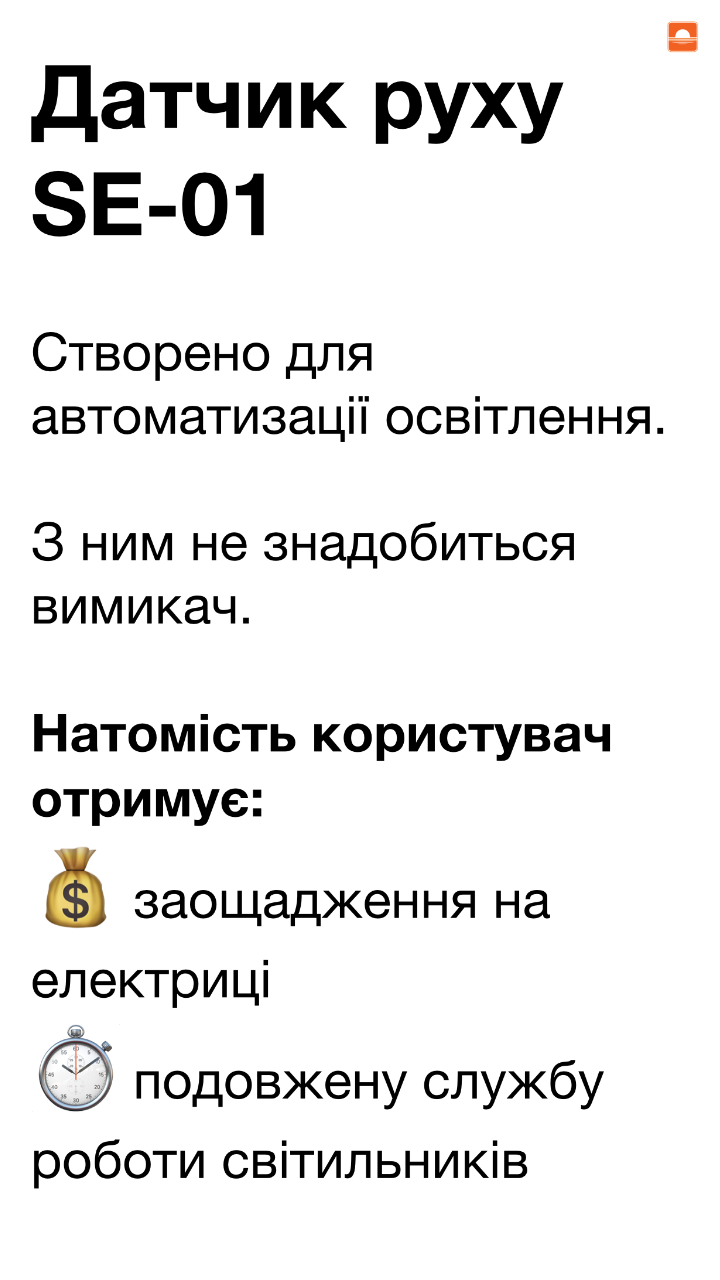 Датчик руху
SE-01
Створено для
автоматизації освітлення.
З ним не знадобиться
вимикач.
Натомість користувач
отримує:
💰 заощадження на
електриці
⏱️ подовжену службу
роботи світильників